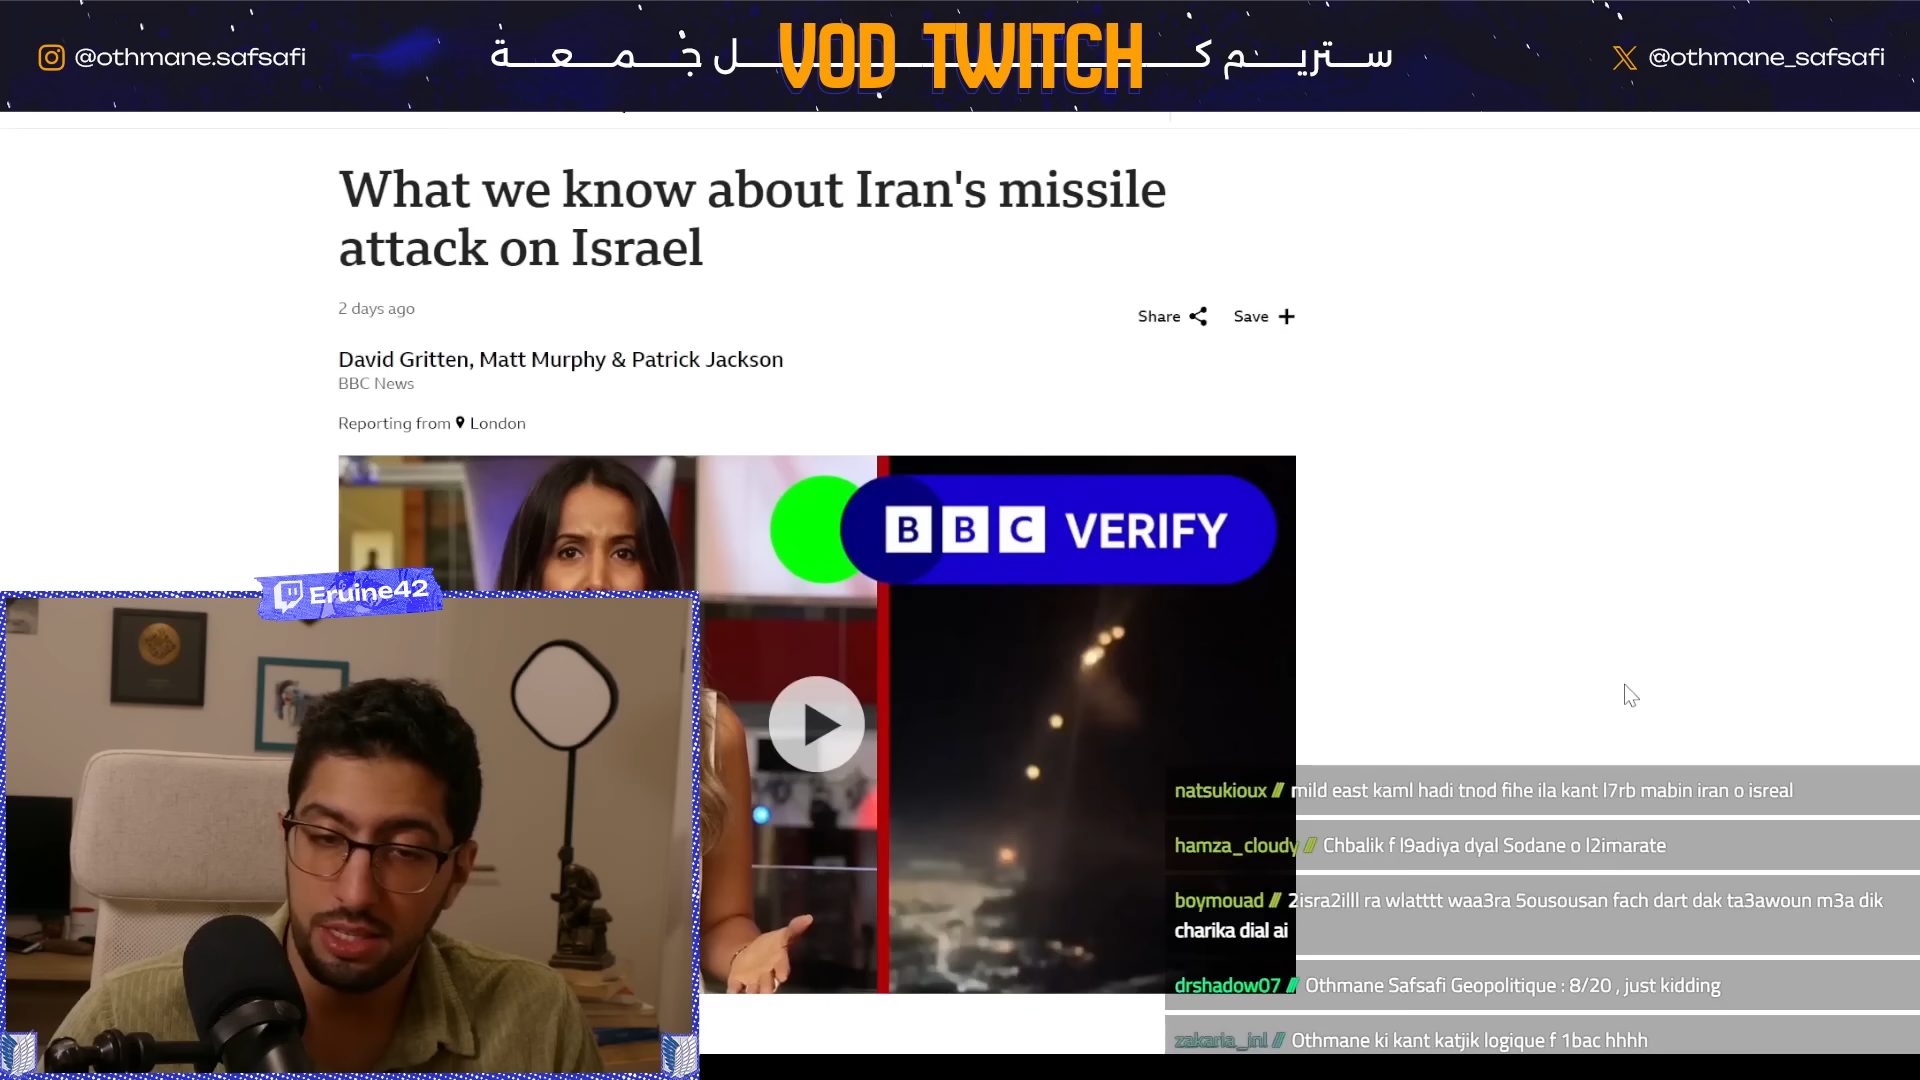 @othmane.safsafi
ستريــم كــــــــــــــــــل جــمــعــة
VOD TWITCH
@othmane_safsafi
What we know about Iran's missile
attack on Israel
2 days ago
Share
Save
David Gritten, Matt Murphy & Patrick Jackson
BBC News
Reporting from London
BBC VERIFY
Eruine42
natsukioux // mild east kaml hadi tnod fihe ila kant l7rb mabin iran o isreal
hamza_cloudy // Chbalik f l9adiya dyal Sodane o l2imarate
boymouad // 2isra2illl ra wlatttt waa3ra 5ousousan fach dart dak ta3awoun m3a dik
charika dial ai
drshadow07 // Othmane Safsafi Geopolitique : 8/20 , just kidding
zakaria_inl // Othmane ki kant katjik logique f 1bac hhhh